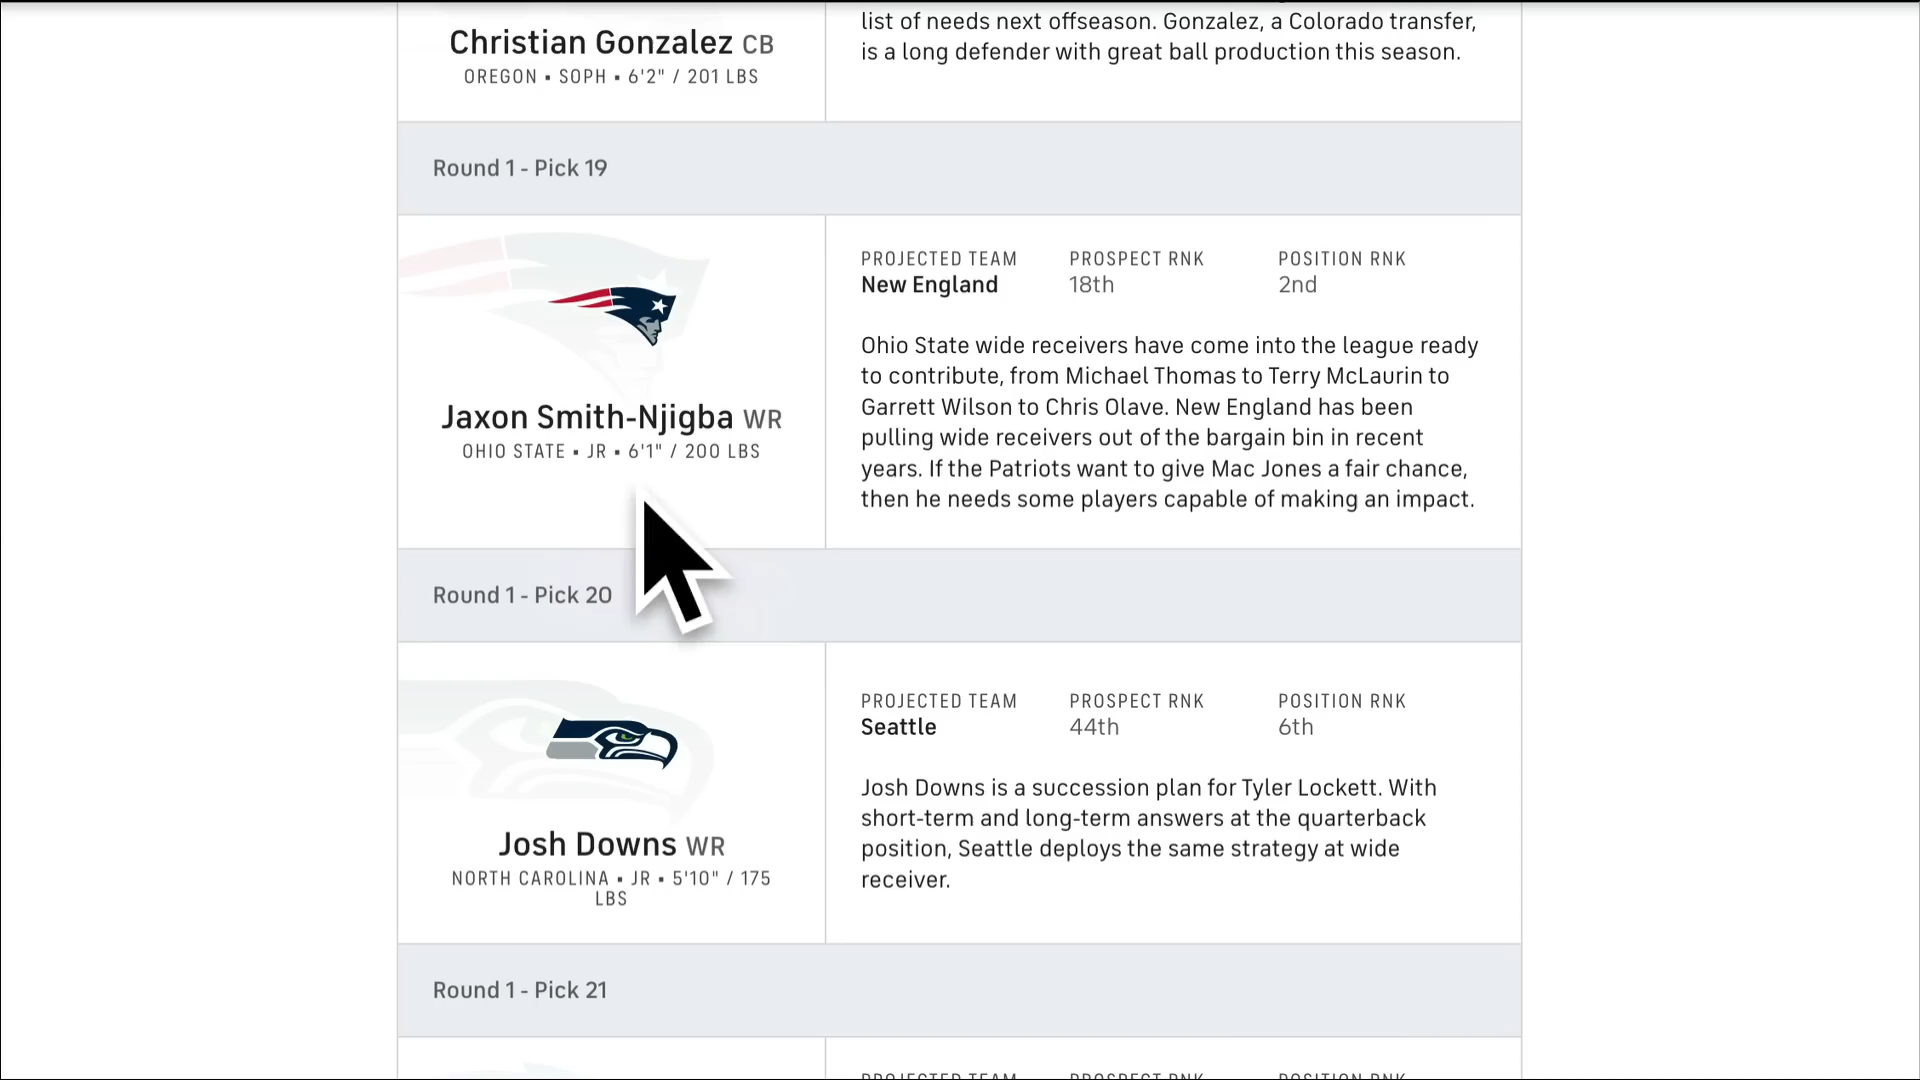 list of needs next offseason. Gonzalez, a Colorado transfer,
is a long defender with great ball production this season.
Christian Gonzalez CB
OREGON ▪ SOPH ▪ 6'2" / 201 LBS
Round 1 - Pick 19
Jaxon Smith-Njigba WR
OHIO STATE ▪ JR ▪ 6'1" / 200 LBS
PROJECTED TEAM PROSPECT RNK POSITION RNK
New England 18th 2nd
Ohio State wide receivers have come into the league ready
to contribute, from Michael Thomas to Terry McLaurin to
Garrett Wilson to Chris Olave. New England has been
pulling wide receivers out of the bargain bin in recent
years. If the Patriots want to give Mac Jones a fair chance,
then he needs some players capable of making an impact.
Round 1 - Pick 20
Josh Downs WR
NORTH CAROLINA ▪ JR ▪ 5'10" / 175
LBS
PROJECTED TEAM PROSPECT RNK POSITION RNK
Seattle 44th 6th
Josh Downs is a succession plan for Tyler Lockett. With
short-term and long-term answers at the quarterback
position, Seattle deploys the same strategy at wide
receiver.
Round 1 - Pick 21
PROJECTED TEAM PROSPECT RNK POSITION RNK